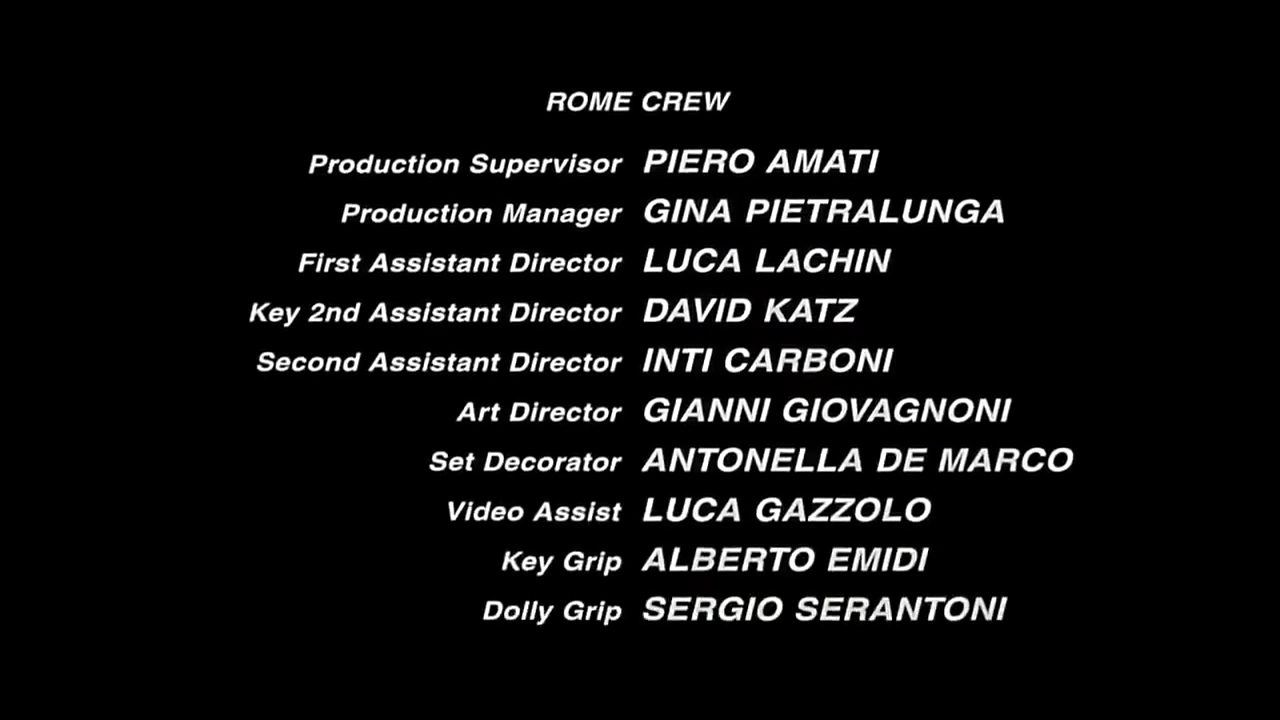 ROME CREW
Production Supervisor PIERO AMATI
Production Manager GINA PIETRALUNGA
First Assistant Director LUCA LACHIN
Key 2nd Assistant Director DAVID KATZ
Second Assistant Director INTI CARBONI
Art Director GIANNI GIOVAGNONI
Set Decorator ANTONELLA DE MARCO
Video Assist LUCA GAZZOLO
Key Grip ALBERTO EMIDI
Dolly Grip SERGIO SERANTONI